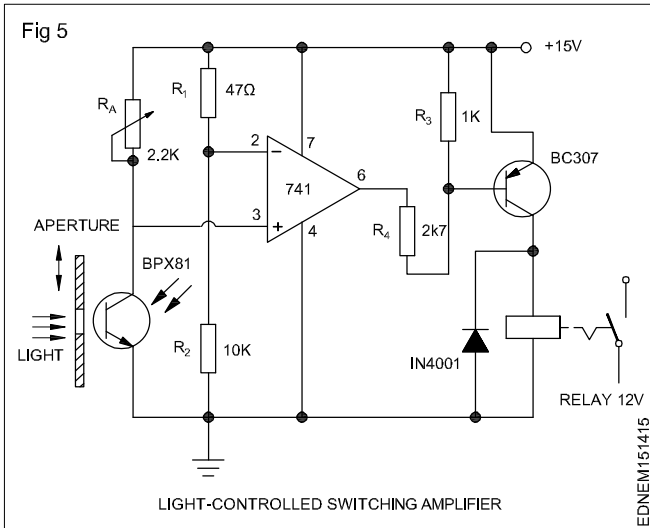 Fig 5
+15V
R1
47Ω
RA
2.2K
R3
1K
2
7
BC307
741
6
3
4
APERTURE
R4
2k7
BPX81
LIGHT
R2
10K
IN4001
RELAY 12V
LIGHT-CONTROLLED SWITCHING AMPLIFIER
EDNEM151415